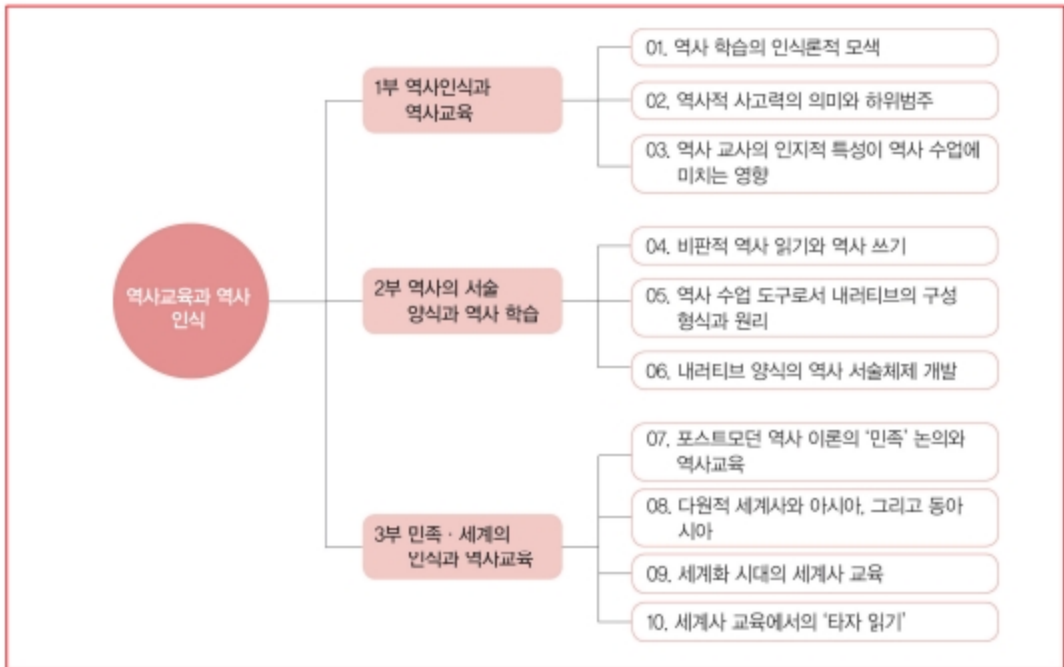 역사교육과 역사
인식
1부 역사인식과
역사교육
01. 역사 학습의 인식론적 모색
02. 역사적 사고력의 의미와 하위범주
03. 역사 교사의 인지적 특성이 역사 수업에
미치는 영향
2부 역사의 서술
양식과 역사 학습
04. 비판적 역사 읽기와 역사 쓰기
05. 역사 수업 도구로서 내러티브의 구성
형식과 원리
06. 내러티브 양식의 역사 서술체제 개발
3부 민족·세계의
인식과 역사교육
07. 포스트모던 역사 이론의 '민족' 논의와
역사교육
08. 다원적 세계사와 아시아, 그리고 동아
시아
09. 세계화 시대의 세계사 교육
10. 세계사 교육에서의 '타자 읽기'